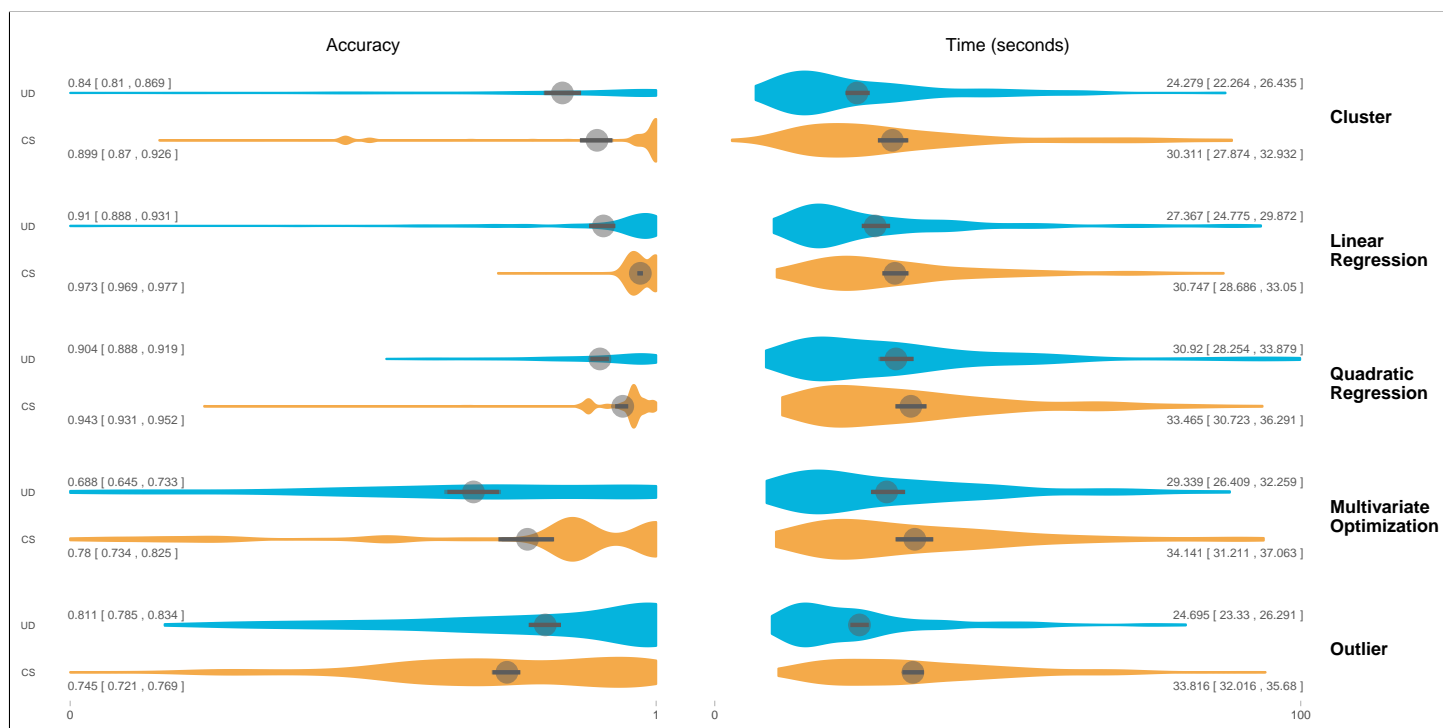 Accuracy
Time (seconds)
0.84 [ 0.81 , 0.869 ]
UD
24.279 [ 22.264 , 26.435 ]
Cluster
CS
0.899 [ 0.87 , 0.926 ]
30.311 [ 27.874 , 32.932 ]
0.91 [ 0.888 , 0.931 ]
UD
27.367 [ 24.775 , 29.872 ]
Linear
Regression
CS
0.973 [ 0.969 , 0.977 ]
30.747 [ 28.686 , 33.05 ]
0.904 [ 0.888 , 0.919 ]
UD
30.92 [ 28.254 , 33.879 ]
Quadratic
Regression
CS
0.943 [ 0.931 , 0.952 ]
33.465 [ 30.723 , 36.291 ]
0.688 [ 0.645 , 0.733 ]
UD
29.339 [ 26.409 , 32.259 ]
Multivariate
Optimization
CS
0.78 [ 0.734 , 0.825 ]
34.141 [ 31.211 , 37.063 ]
0.811 [ 0.785 , 0.834 ]
UD
24.695 [ 23.33 , 26.291 ]
Outlier
CS
0.745 [ 0.721 , 0.769 ]
33.816 [ 32.016 , 35.68 ]
0
1
0
100